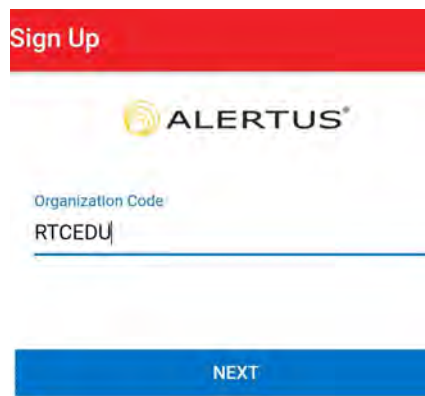 Sign Up
ALERTUS®
Organization Code
RTCEDU
NEXT